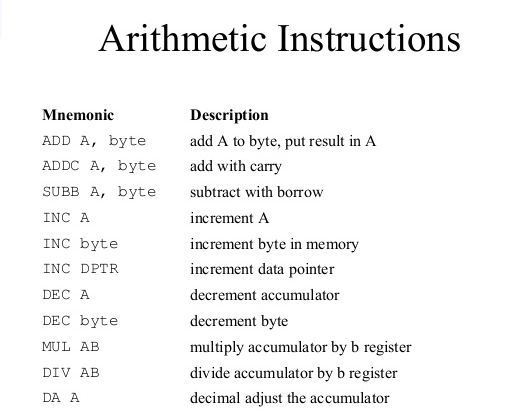 Arithmetic Instructions
Mnemonic Description
ADD A, byte add A to byte, put result in A
ADDC A, byte add with carry
SUBB A, byte subtract with borrow
INC A increment A
INC byte increment byte in memory
INC DPTR increment data pointer
DEC A decrement accumulator
DEC byte decrement byte
MUL AB multiply accumulator by b register
DIV AB divide accumulator by b register
DA A decimal adjust the accumulator